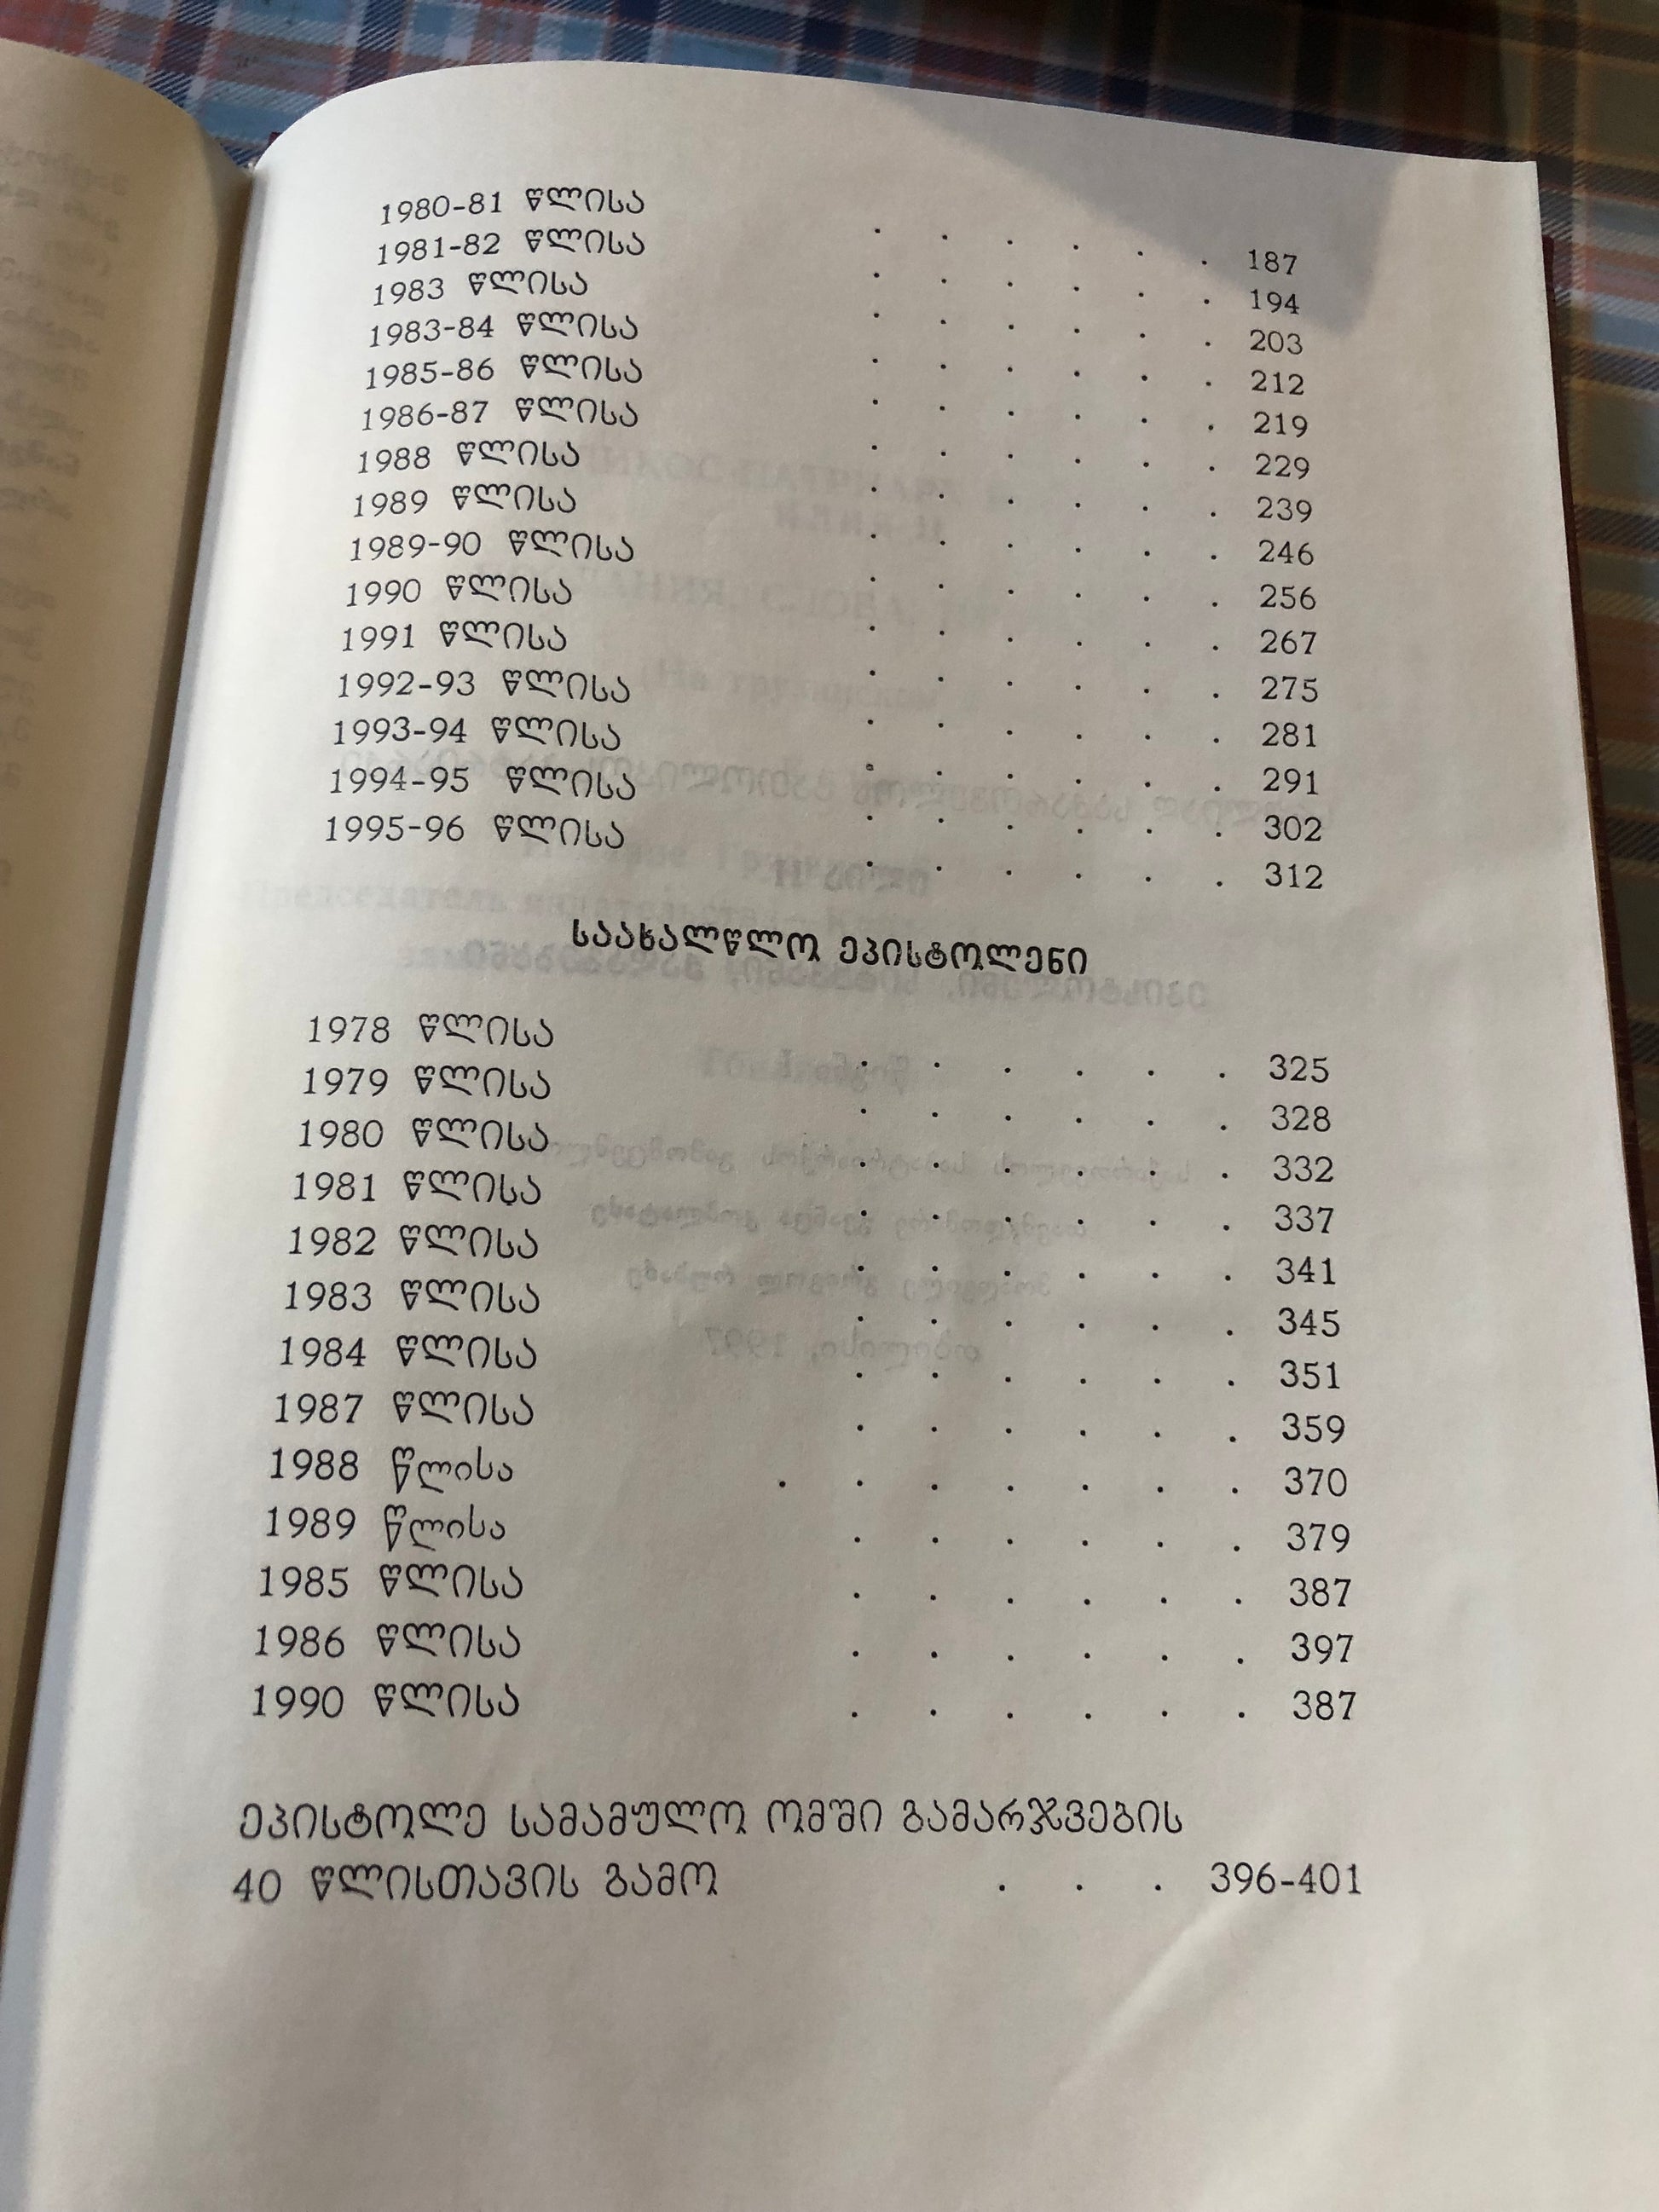 1980-81 წლისა . . . . . . 187
1981-82 წლისა . . . . . . 194
1983 წლისა . . . . . . 203
1983-84 წლისა . . . . . . 212
1985-86 წლისა . . . . . . 219
1986-87 წლისა . . . . . . 229
1988 წლისა . . . . . . 239
1989 წლისა . . . . . . 246
1989-90 წლისა . . . . . . 256
1990 წლისა . . . . . . 267
1991 წლისა . . . . . . 275
1992-93 წლისა . . . . . . 281
1993-94 წლისა . . . . . . 291
1994-95 წლისა . . . . . . 302
1995-96 წლისა . . . . . . 312
საახალწლო ეპისტოლენი
1978 წლისა . . . . . . 325
1979 წლისა . . . . . . 328
1980 წლისა . . . . . . 332
1981 წლისა . . . . . . 337
1982 წლისა . . . . . . 341
1983 წლისა . . . . . . 345
1984 წლისა . . . . . . 351
1987 წლისა . . . . . . 359
1988 წლისა . . . . . . . 370
1989 წლისა . . . . . . 379
1985 წლისა . . . . . . 387
1986 წლისა . . . . . . 397
1990 წლისა . . . . . . 387
ეპისტოლე სამამულო ომში გამარჯვების
40 წლისთავის გამო . . . 396-401